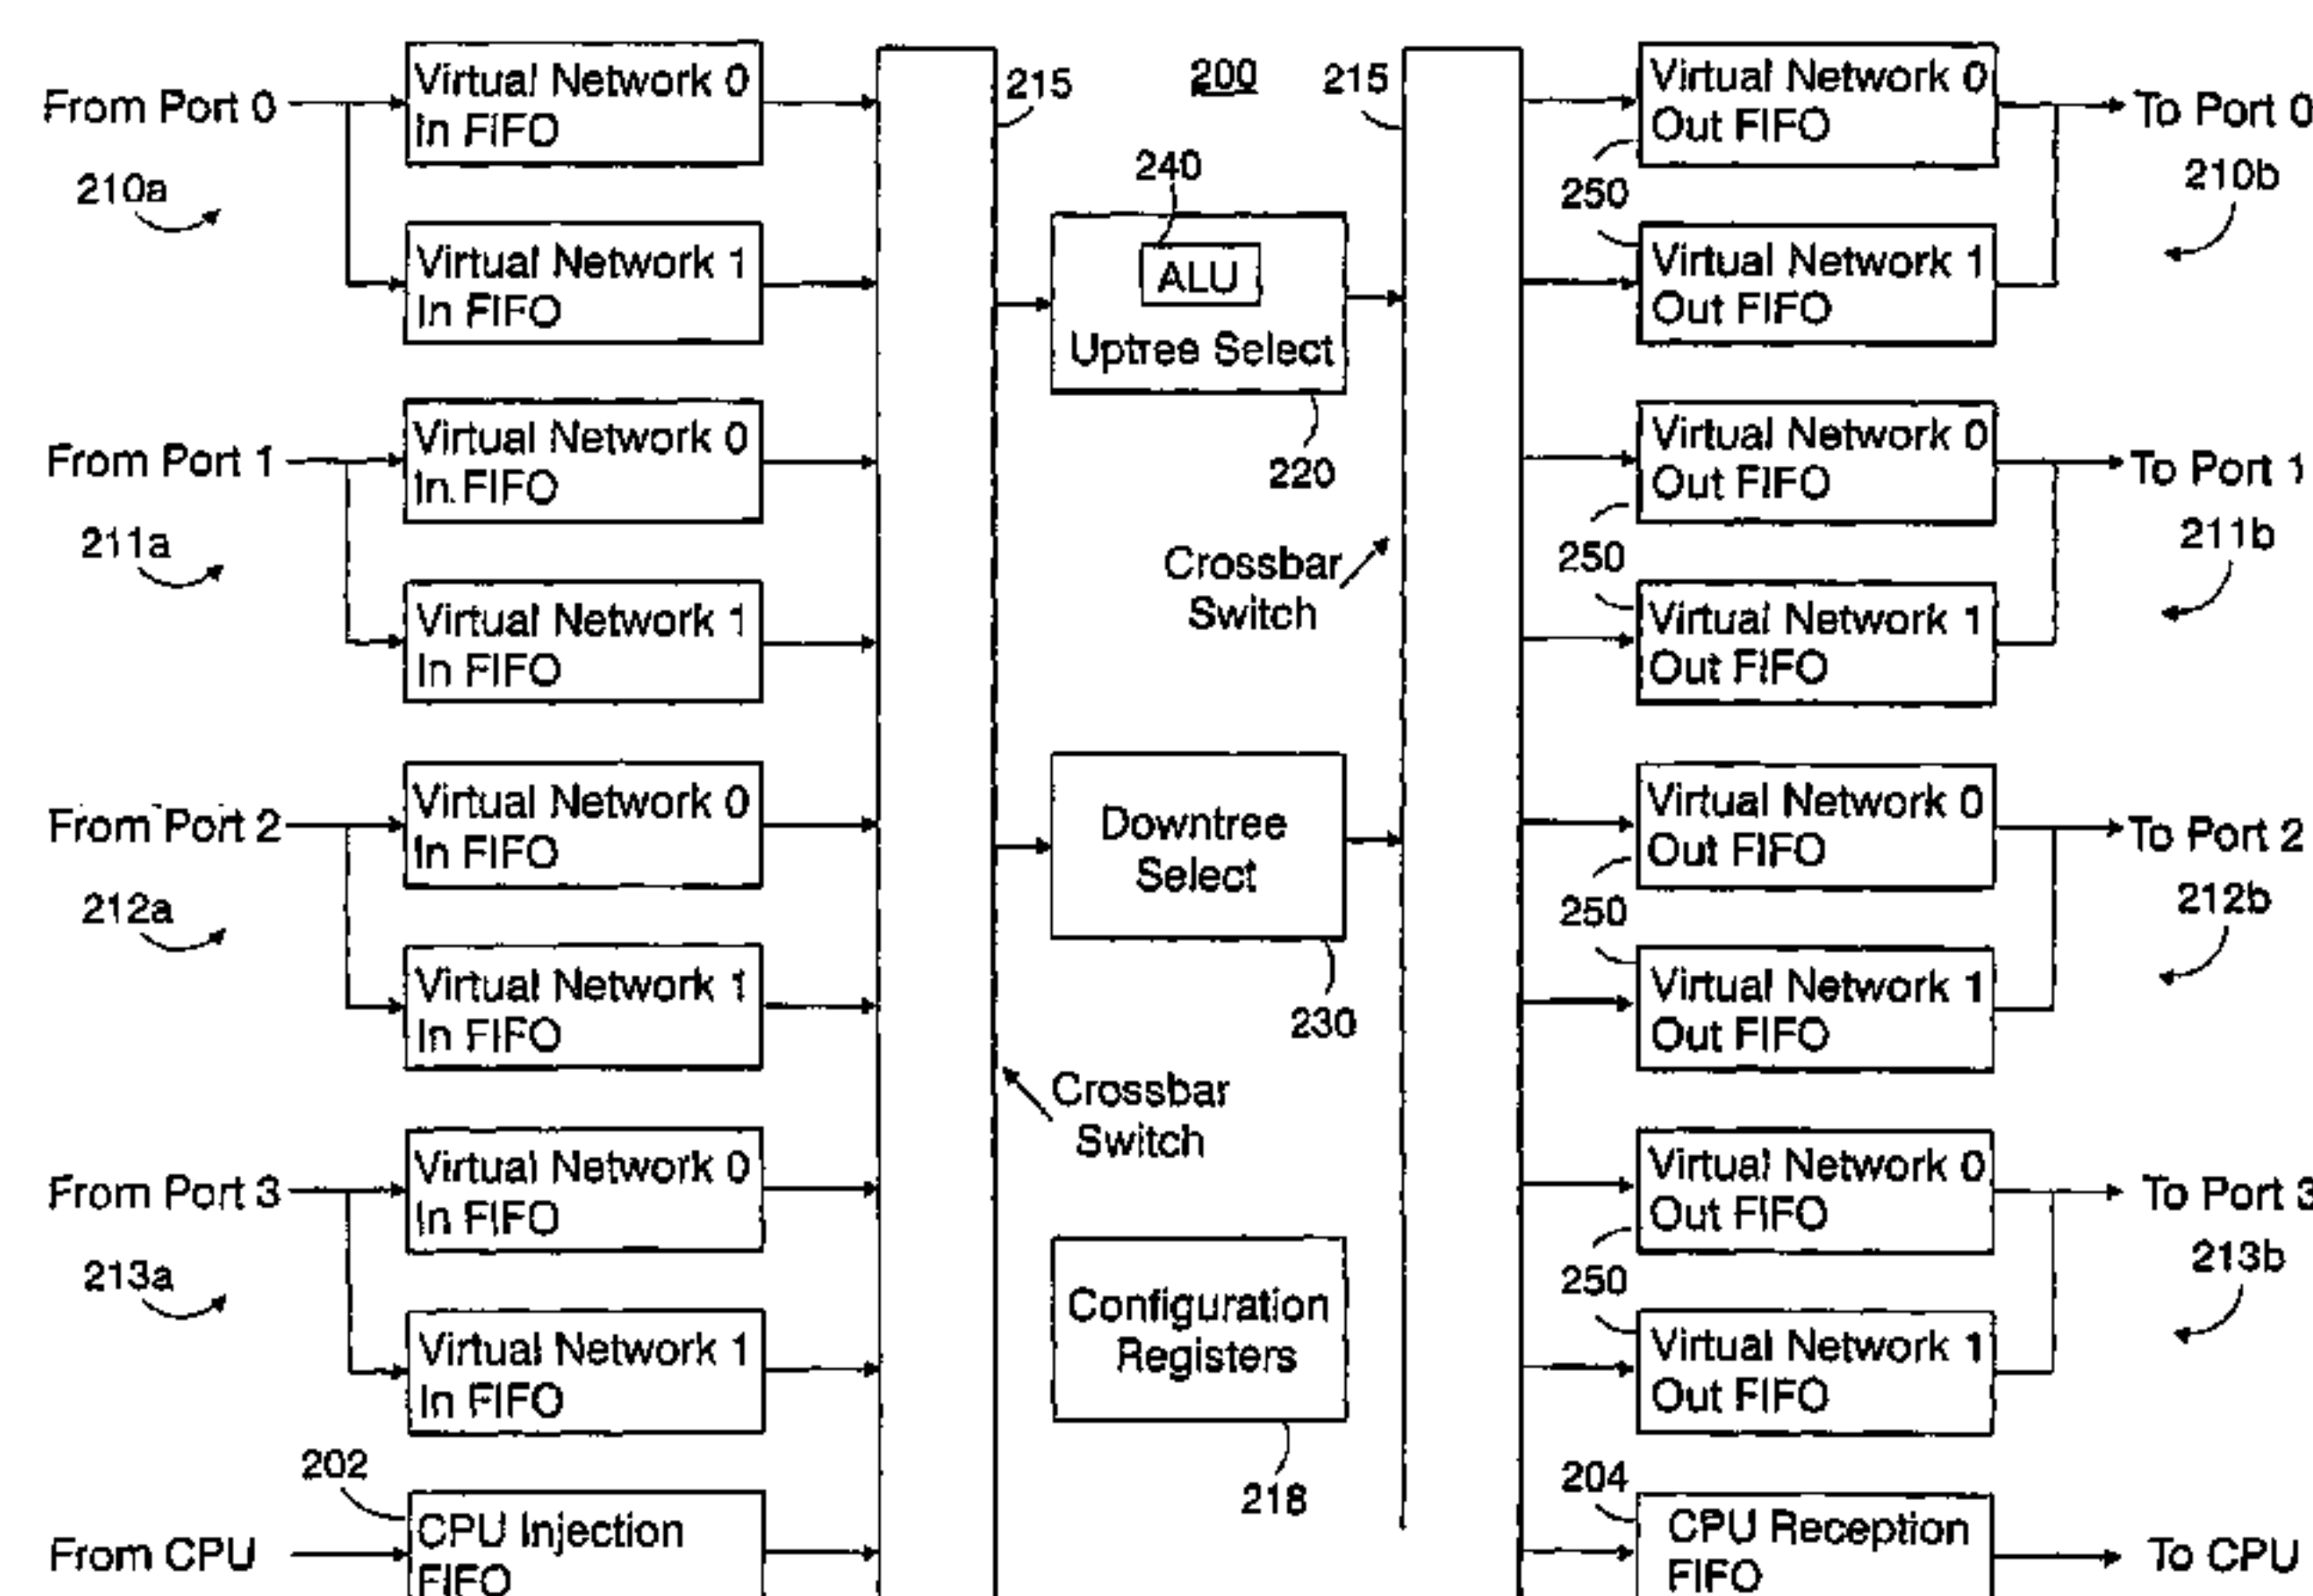 From Port 0
210a
Virtual Network 0
In FIFO
Virtual Network 1
In FIFO
From Port 1
211a
Virtual Network 0
In FIFO
Virtual Network 1
In FIFO
From Port 2
212a
Virtual Network 0
In FIFO
Virtual Network 1
In FIFO
From Port 3
213a
Virtual Network 0
In FIFO
Virtual Network 1
In FIFO
202
From CPU
CPU Injection
FIFO
215
200
215
240
ALU
Uptree Select
220
Crossbar
Switch
Downtree
Select
230
Crossbar
Switch
Configuration
Registers
218
Virtual Network 0
Out FIFO
250
Virtual Network 1
Out FIFO
To Port 0
210b
Virtual Network 0
Out FIFO
250
Virtual Network 1
Out FIFO
To Port 1
211b
Virtual Network 0
Out FIFO
250
Virtual Network 1
Out FIFO
To Port 2
212b
Virtual Network 0
Out FIFO
250
Virtual Network 1
Out FIFO
To Port 3
213b
204
CPU Reception
FIFO
To CPU